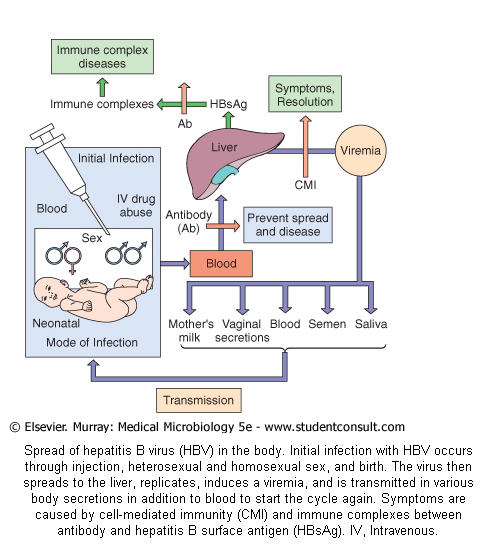 Immune complex
diseases
Immune complexes
HBsAg
Ab
Symptoms,
Resolution
Liver
Viremia
CMI
Initial Infection
Blood
IV drug
abuse
Sex
Neonatal
Mode of Infection
Antibody
(Ab)
Prevent spread
and disease
Blood
Mother's
milk
Vaginal
secretions
Blood
Semen
Saliva
Transmission
© Elsevier. Murray: Medical Microbiology 5e - www.studentconsult.com
Spread of hepatitis B virus (HBV) in the body. Initial infection with HBV occurs
through injection, heterosexual and homosexual sex, and birth. The virus then
spreads to the liver, replicates, induces a viremia, and is transmitted in various
body secretions in addition to blood to start the cycle again. Symptoms are
caused by cell-mediated immunity (CMI) and immune complexes between
antibody and hepatitis B surface antigen (HBsAg). IV, Intravenous.